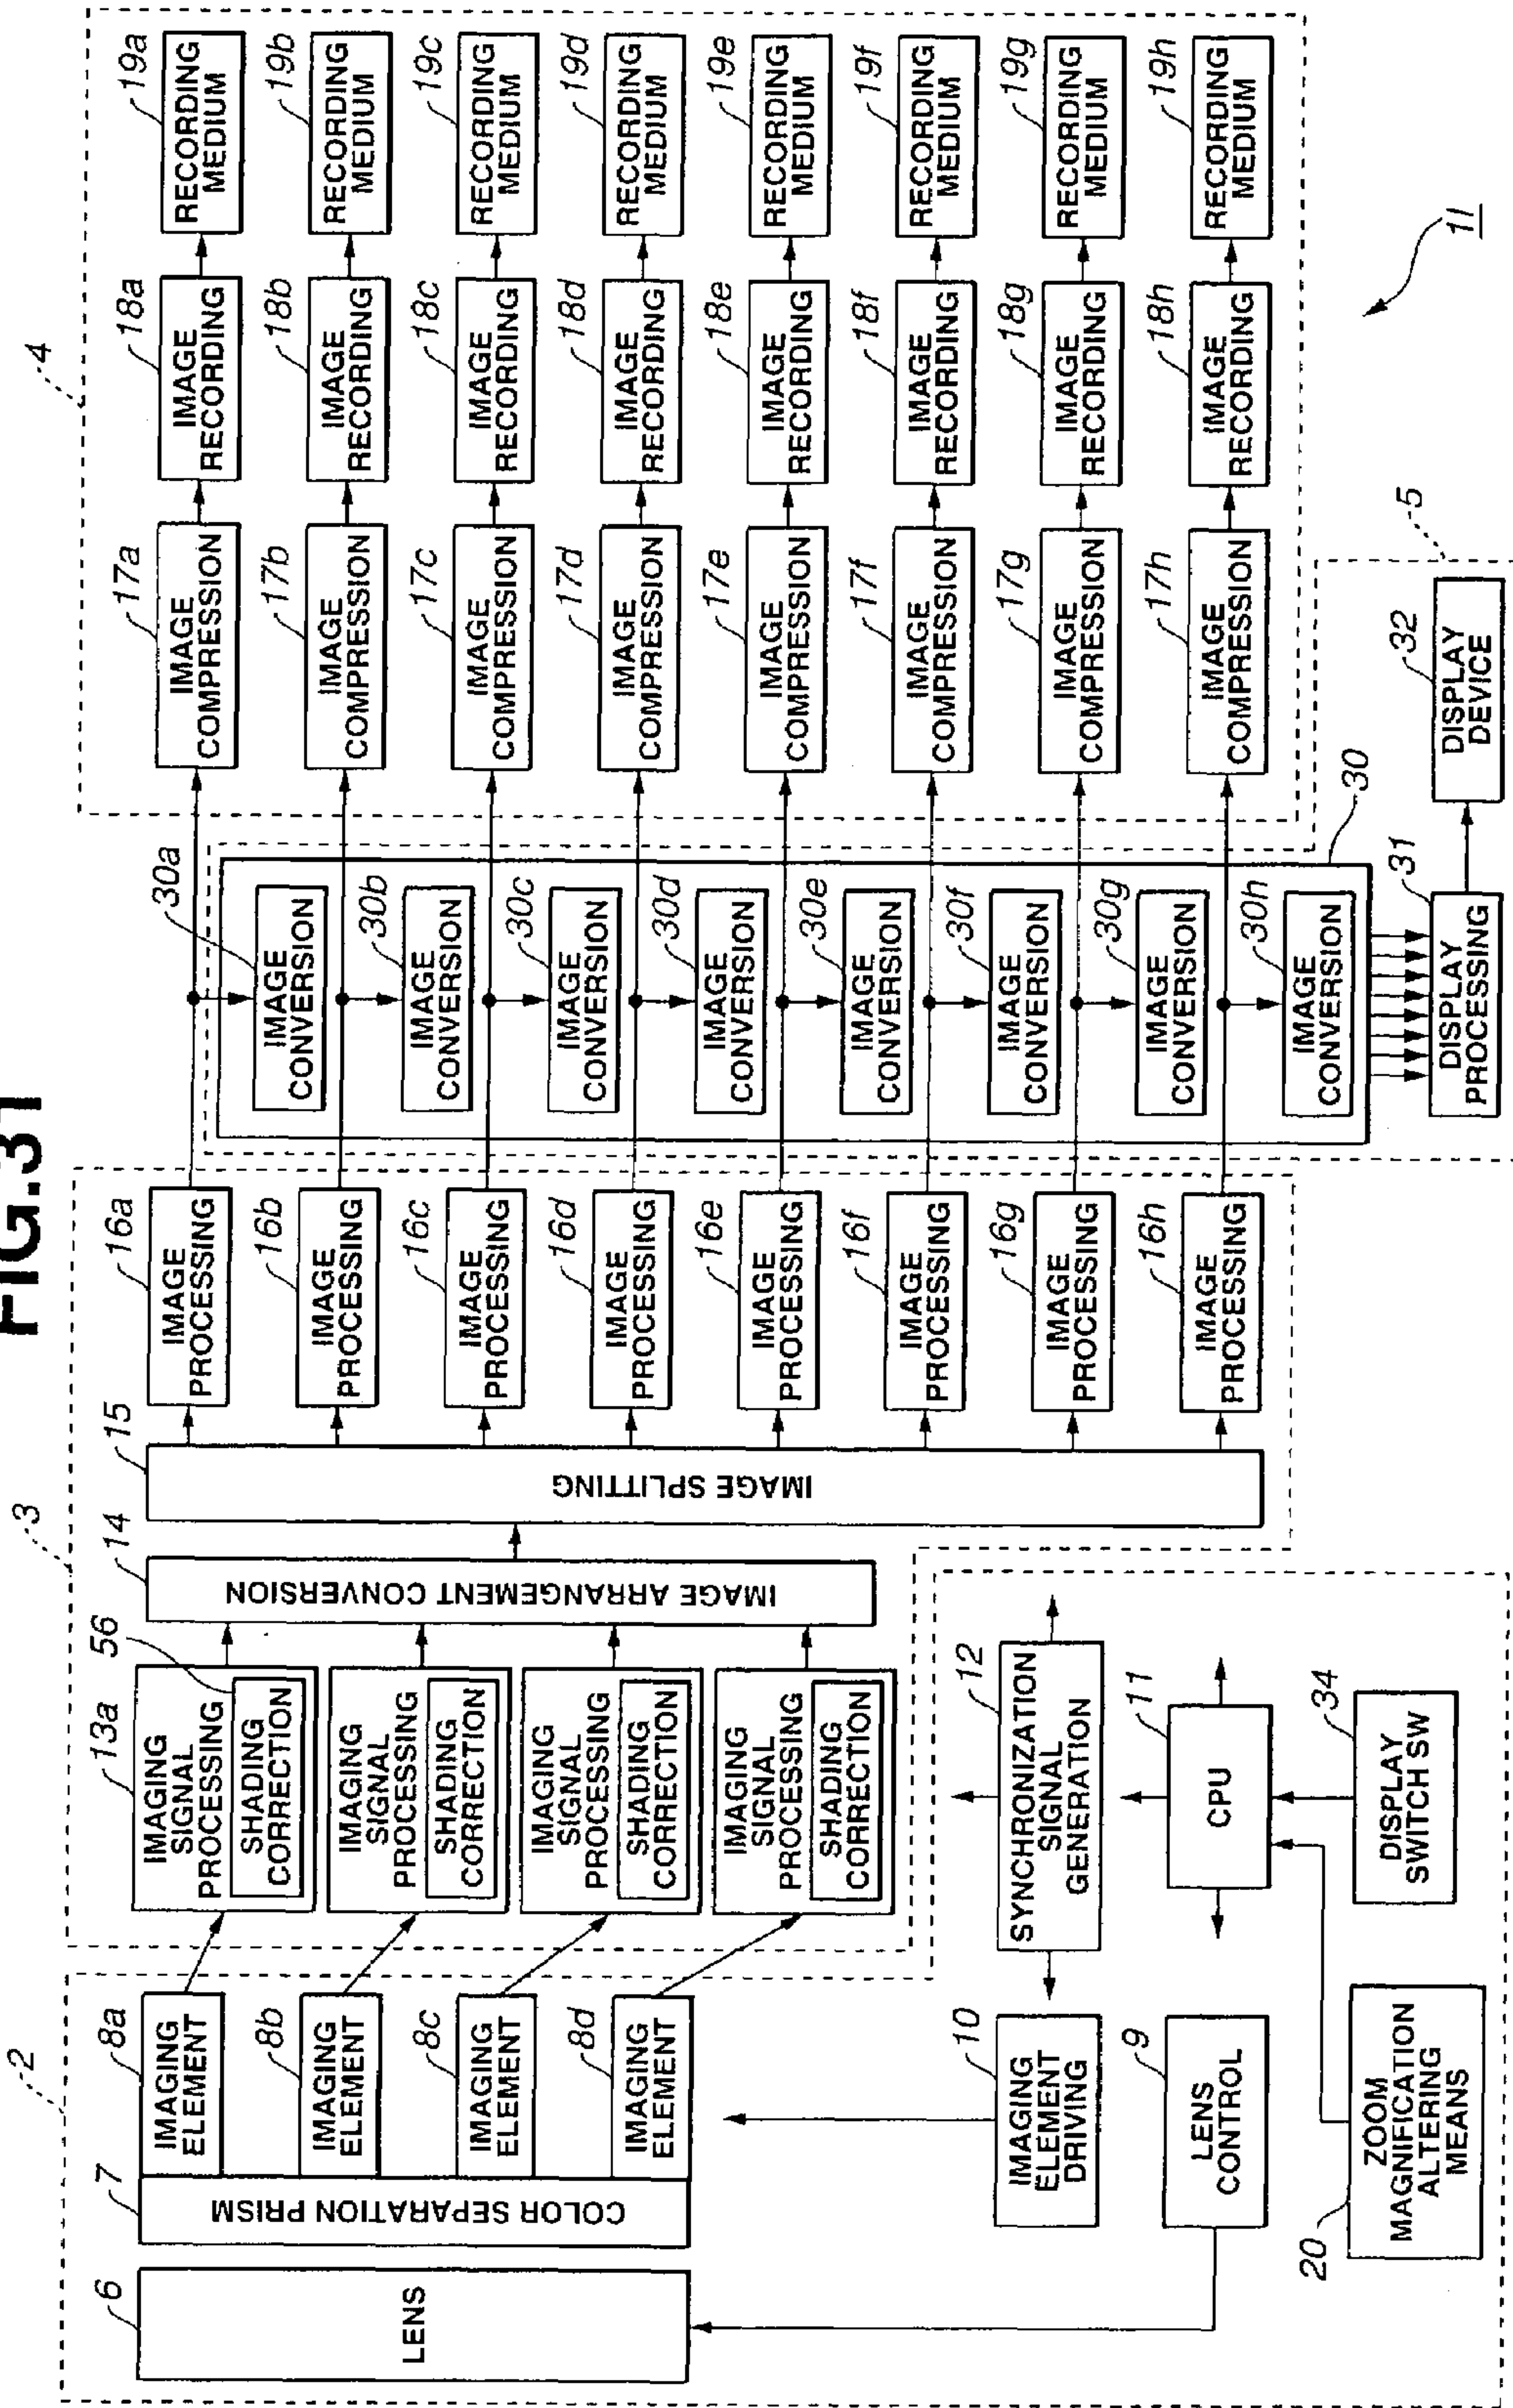 FIG.31
2
6
LENS
7
COLOR SEPARATION PRISM
8a
IMAGING
ELEMENT
8b
IMAGING
ELEMENT
8c
IMAGING
ELEMENT
8d
IMAGING
ELEMENT
10
IMAGING
ELEMENT
DRIVING
9
LENS
CONTROL
20
ZOOM
MAGNIFICATION
ALTERING
MEANS
12
SYNCHRONIZATION
SIGNAL
GENERATION
11
CPU
34
DISPLAY
SWITCH SW
3
13a
IMAGING
SIGNAL
PROCESSING
56
SHADING
CORRECTION
IMAGING
SIGNAL
PROCESSING
SHADING
CORRECTION
IMAGING
SIGNAL
PROCESSING
SHADING
CORRECTION
IMAGING
SIGNAL
PROCESSING
SHADING
CORRECTION
14
IMAGE ARRANGEMENT CONVERSION
15
IMAGE SPLITTING
16a
IMAGE
PROCESSING
16b
IMAGE
PROCESSING
16c
IMAGE
PROCESSING
16d
IMAGE
PROCESSING
16e
IMAGE
PROCESSING
16f
IMAGE
PROCESSING
16g
IMAGE
PROCESSING
16h
IMAGE
PROCESSING
30a
IMAGE
CONVERSION
30b
IMAGE
CONVERSION
30c
IMAGE
CONVERSION
30d
IMAGE
CONVERSION
30e
IMAGE
CONVERSION
30f
IMAGE
CONVERSION
30g
IMAGE
CONVERSION
30h
IMAGE
CONVERSION
30
31
DISPLAY
PROCESSING
32
DISPLAY
DEVICE
5
4
17a
IMAGE
COMPRESSION
18a
IMAGE
RECORDING
19a
RECORDING
MEDIUM
17b
IMAGE
COMPRESSION
18b
IMAGE
RECORDING
19b
RECORDING
MEDIUM
17c
IMAGE
COMPRESSION
18c
IMAGE
RECORDING
19c
RECORDING
MEDIUM
17d
IMAGE
COMPRESSION
18d
IMAGE
RECORDING
19d
RECORDING
MEDIUM
17e
IMAGE
COMPRESSION
18e
IMAGE
RECORDING
19e
RECORDING
MEDIUM
17f
IMAGE
COMPRESSION
18f
IMAGE
RECORDING
19f
RECORDING
MEDIUM
17g
IMAGE
COMPRESSION
18g
IMAGE
RECORDING
19g
RECORDING
MEDIUM
17h
IMAGE
COMPRESSION
18h
IMAGE
RECORDING
19h
RECORDING
MEDIUM
1I